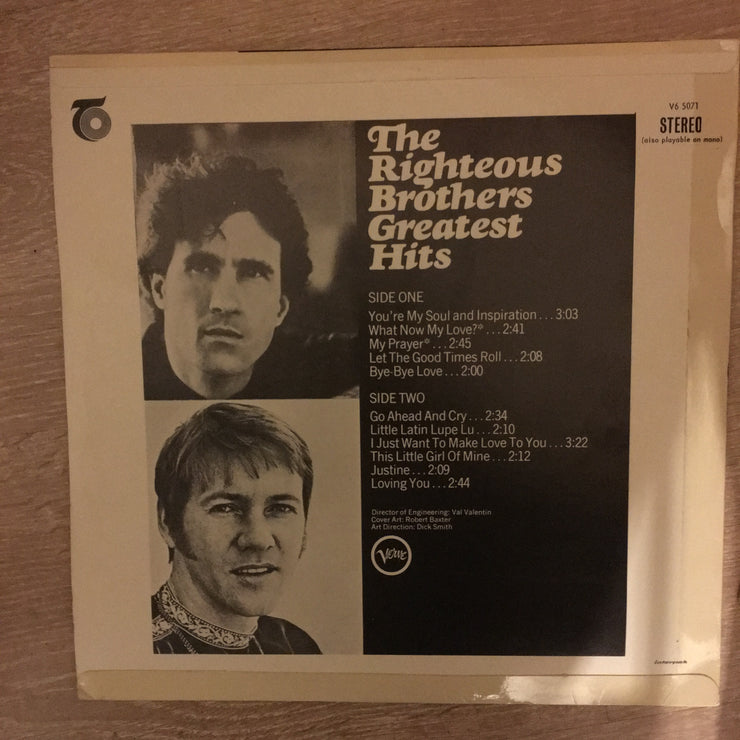 V6 5071
STEREO
(also playable on mono)
The
Righteous
Brothers
Greatest
Hits
SIDE ONE
You're My Soul and Inspiration...3:03
What Now My Love?*...2:41
My Prayer*...2:45
Let The Good Times Roll...2:08
Bye-Bye Love...2:00
SIDE TWO
Go Ahead And Cry...2:34
Little Latin Lupe Lu...2:10
I Just Want To Make Love To You...3:22
This Little Girl Of Mine...2:12
Justine...2:09
Loving You...2:44
Director of Engineering: Val Valentin
Cover Art: Robert Baxter
Art Direction: Dick Smith
Verve